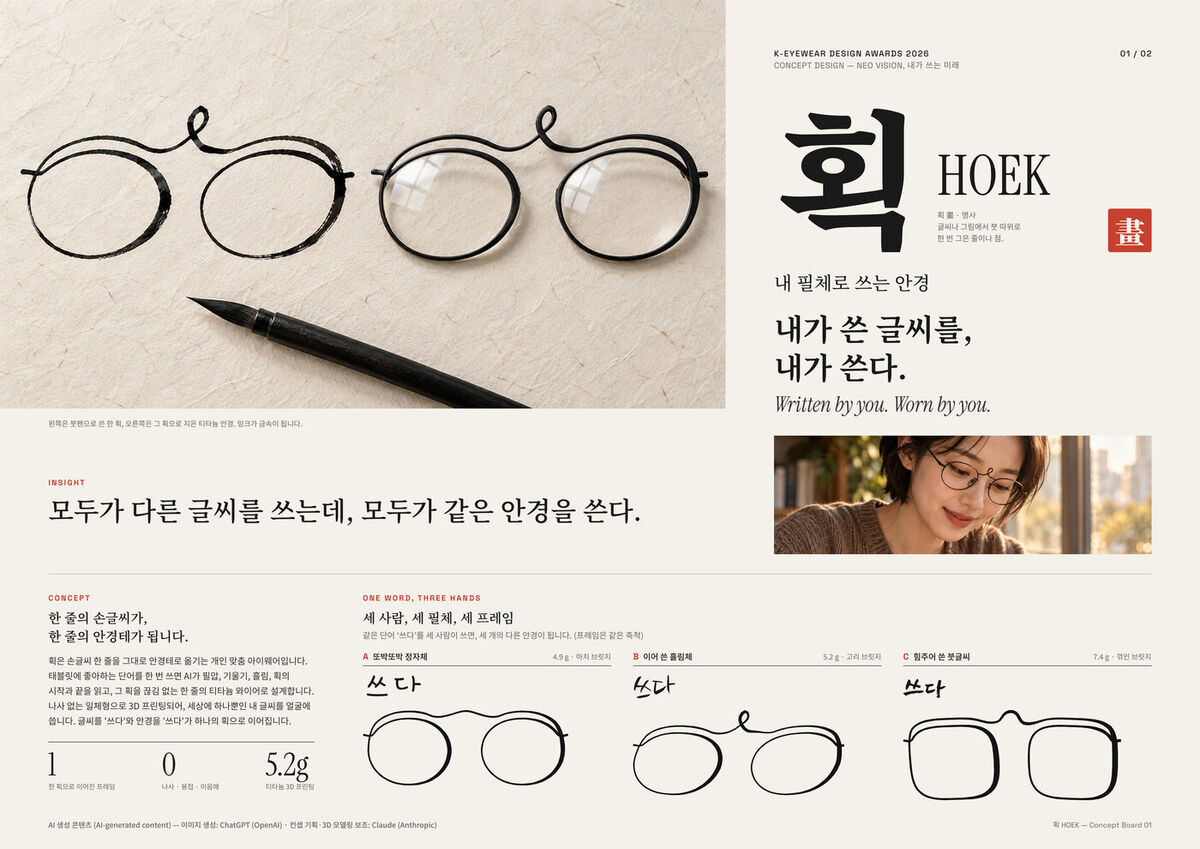 K-EYEWEAR DESIGN AWARDS 2026
CONCEPT DESIGN — NEO VISION, 내가 쓰는 미래
01 / 02
획
HOEK
획 畫 · 명사
글씨나 그림에서 붓 따위로
한 번 그은 줄이나 점.
畫
내 필체로 쓰는 안경
내가 쓴 글씨를,
내가 쓴다.
Written by you. Worn by you.
왼쪽은 붓펜으로 쓴 한 획, 오른쪽은 그 획으로 지은 티타늄 안경. 잉크가 금속이 됩니다.
INSIGHT
모두가 다른 글씨를 쓰는데, 모두가 같은 안경을 쓴다.
CONCEPT
한 줄의 손글씨가,
한 줄의 안경테가 됩니다.
획은 손글씨 한 줄을 그대로 안경테로 옮기는 개인 맞춤 아이웨어입니다.
태블릿에 좋아하는 단어를 한 번 쓰면 AI가 필압, 기울기, 흘림, 획의
시작과 끝을 읽고, 그 획을 끊김 없는 한 줄의 티타늄 와이어로 설계합니다.
나사 없는 일체형으로 3D 프린팅되어, 세상에 하나뿐인 내 글씨를 얼굴에
씁니다. 글씨를 '쓰다'와 안경을 '쓰다'가 하나의 획으로 이어집니다.
1
한 획으로 이어진 프레임
0
나사 · 용접 · 이음매
5.2g
티타늄 3D 프린팅
ONE WORD, THREE HANDS
세 사람, 세 필체, 세 프레임
같은 단어 '쓰다'를 세 사람이 쓰면, 세 개의 다른 안경이 됩니다. (프레임은 같은 축척)
A 또박또박 정자체
4.9 g · 아치 브릿지
쓰다
B 이어 쓴 흘림체
5.2 g · 고리 브릿지
쓰다
C 힘주어 쓴 붓글씨
7.4 g · 꺾인 브릿지
쓰다
AI 생성 콘텐츠 (AI-generated content) — 이미지 생성: ChatGPT (OpenAI) · 컨셉 기획·3D 모델링 보조: Claude (Anthropic)
획 HOEK — Concept Board 01